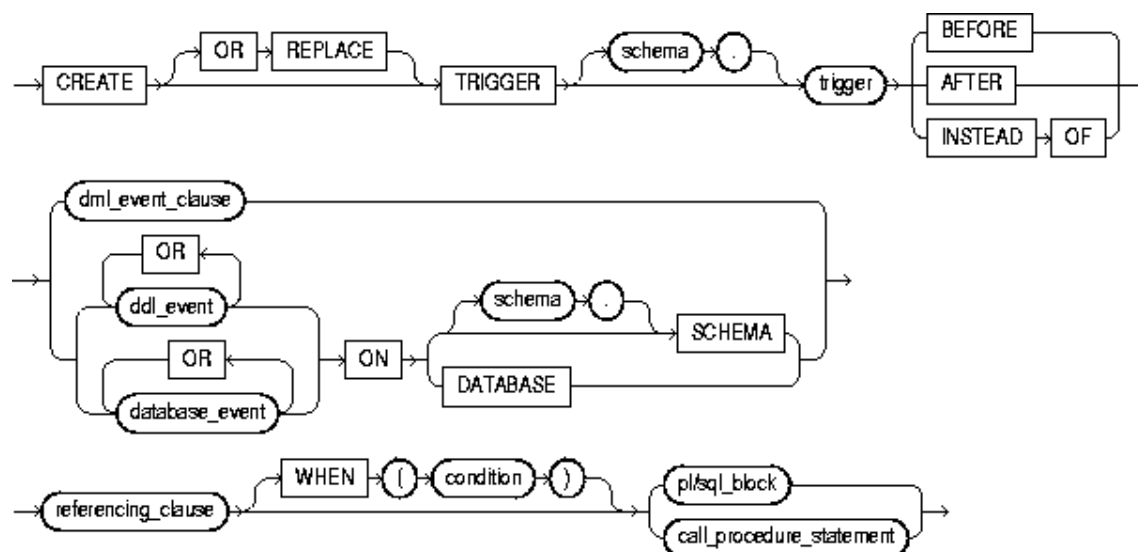 OR REPLACE schema . BEFORE
CREATE TRIGGER trigger AFTER
INSTEAD OF
dml_event_clause
OR
ddl_event schema . SCHEMA
OR ON
DATABASE
database_event
WHEN ( condition ) pl/sql_block
referencing_clause
call_procedure_statement